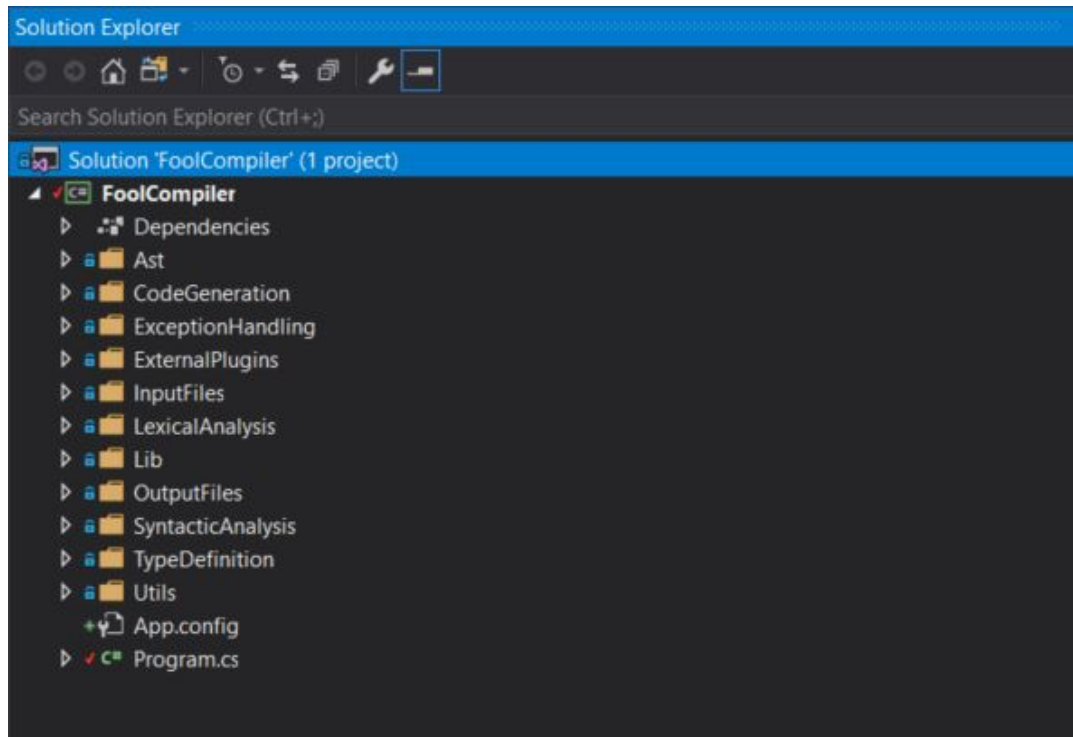 Solution Explorer
Search Solution Explorer (Ctrl+;)
Solution 'FoolCompiler' (1 project)
C# FoolCompiler
Dependencies
Ast
CodeGeneration
ExceptionHandling
ExternalPlugins
InputFiles
LexicalAnalysis
Lib
OutputFiles
SyntacticAnalysis
TypeDefinition
Utils
App.config
C# Program.cs